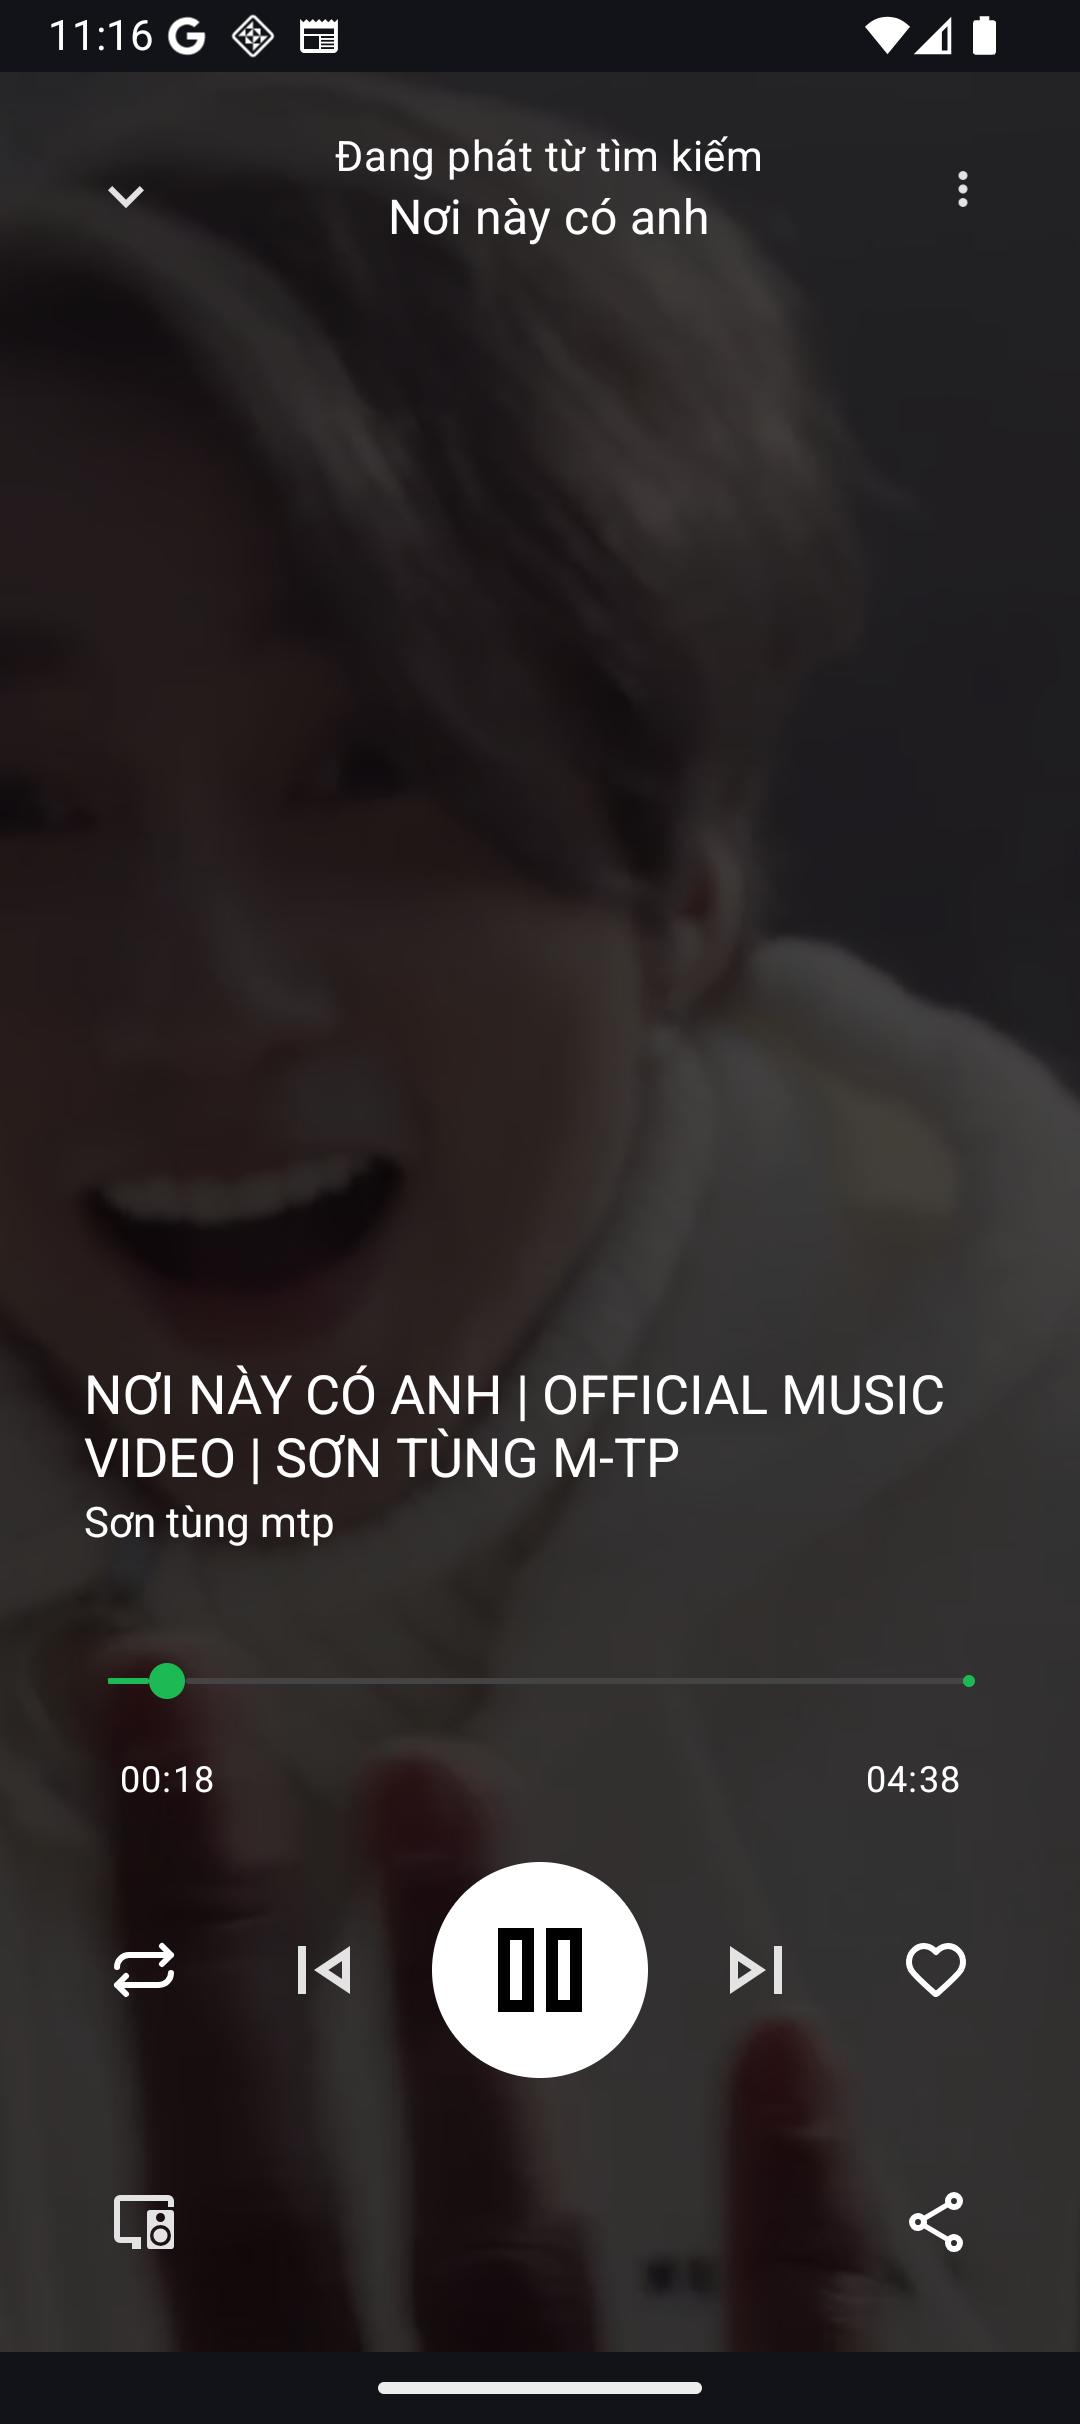 11:16
Đang phát từ tìm kiếm
Nơi này có anh
NƠI NÀY CÓ ANH | OFFICIAL MUSIC
VIDEO | SƠN TÙNG M-TP
Sơn tùng mtp
00:18
04:38